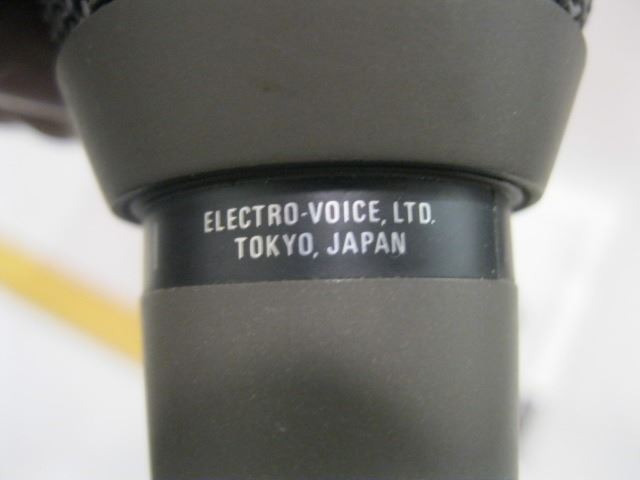 ELECTRO-VOICE, LTD.
TOKYO, JAPAN